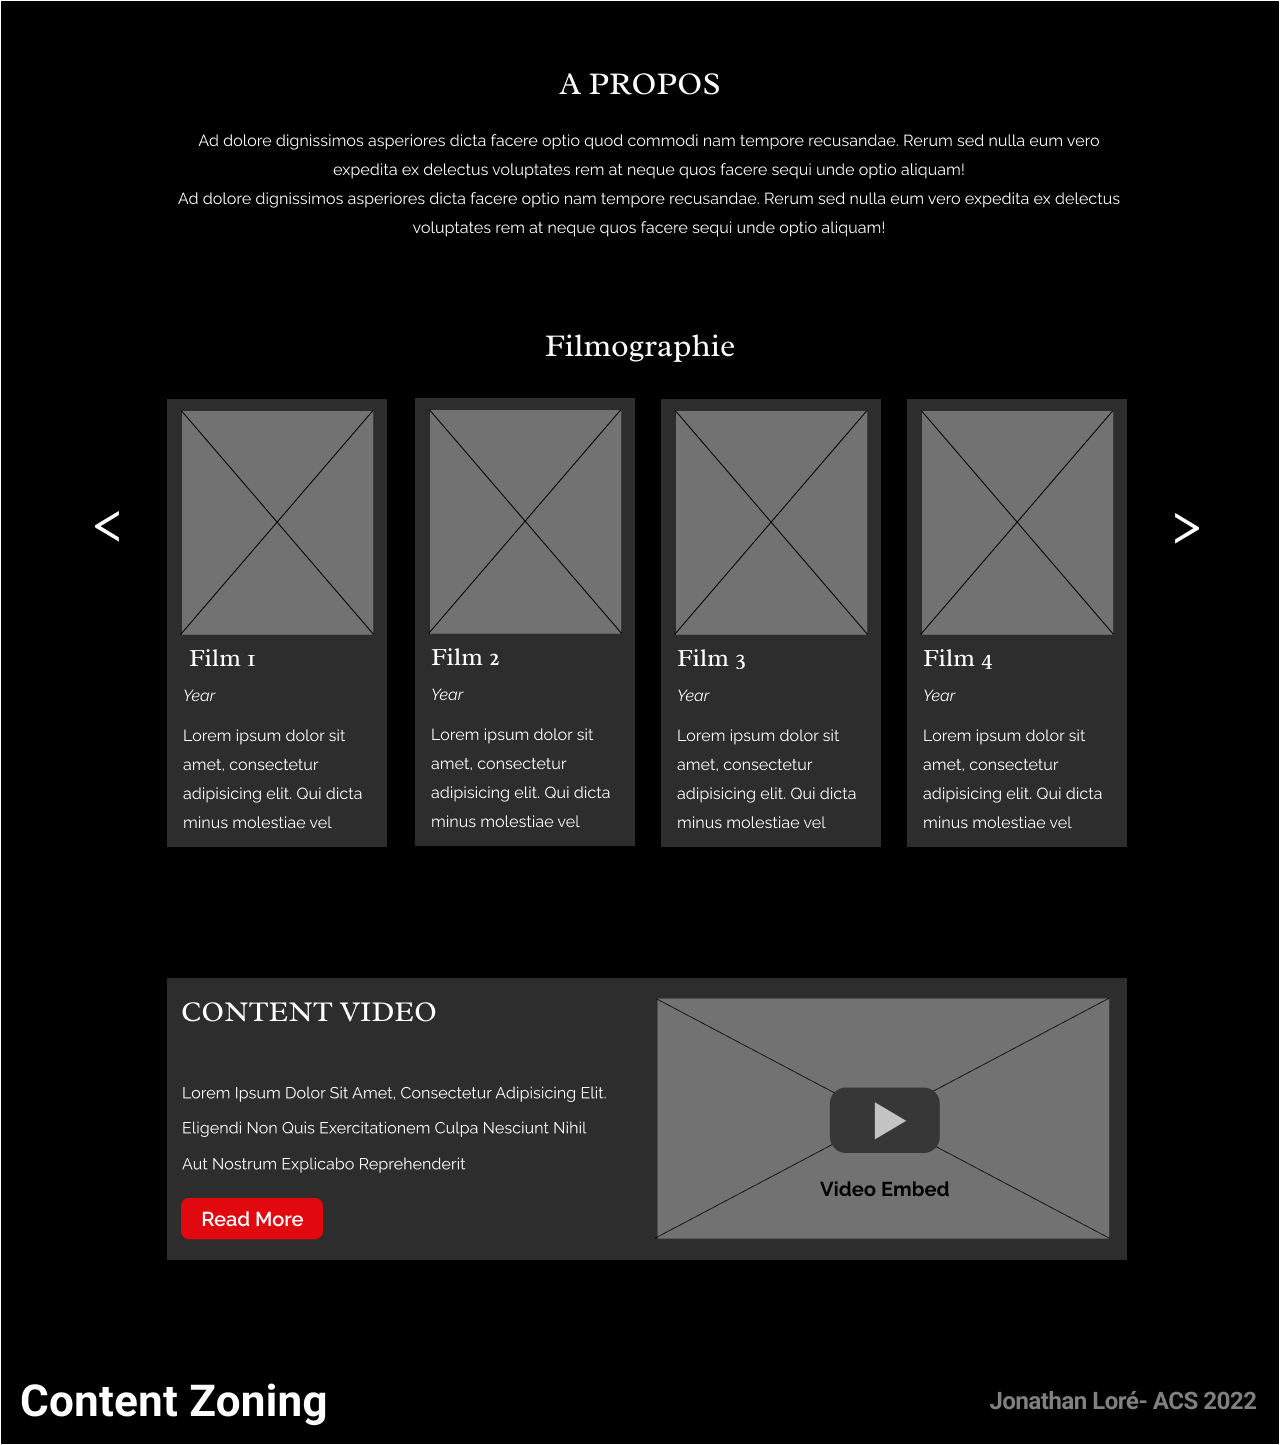 A PROPOS
Ad dolore dignissimos asperiores dicta facere optio quod commodi nam tempore recusandae. Rerum sed nulla eum vero
expedita ex delectus voluptates rem at neque quos facere sequi unde optio aliquam!
Ad dolore dignissimos asperiores dicta facere optio nam tempore recusandae. Rerum sed nulla eum vero expedita ex delectus
voluptates rem at neque quos facere sequi unde optio aliquam!
Filmographie
<
>
Film 1
Year
Lorem ipsum dolor sit
amet, consectetur
adipisicing elit. Qui dicta
minus molestiae vel
Film 2
Year
Lorem ipsum dolor sit
amet, consectetur
adipisicing elit. Qui dicta
minus molestiae vel
Film 3
Year
Lorem ipsum dolor sit
amet, consectetur
adipisicing elit. Qui dicta
minus molestiae vel
Film 4
Year
Lorem ipsum dolor sit
amet, consectetur
adipisicing elit. Qui dicta
minus molestiae vel
CONTENT VIDEO
Lorem Ipsum Dolor Sit Amet, Consectetur Adipisicing Elit.
Eligendi Non Quis Exercitationem Culpa Nesciunt Nihil
Aut Nostrum Explicabo Reprehenderit
Read More
Video Embed
Content Zoning
Jonathan Loré- ACS 2022